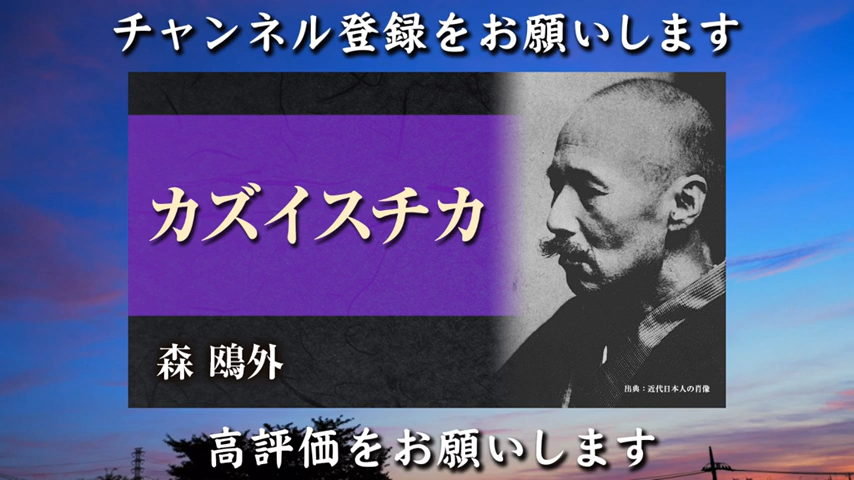 チャンネル登録をお願いします
カズイスチカ
森 鴎外
出典：近代日本人の肖像
高評価をお願いします